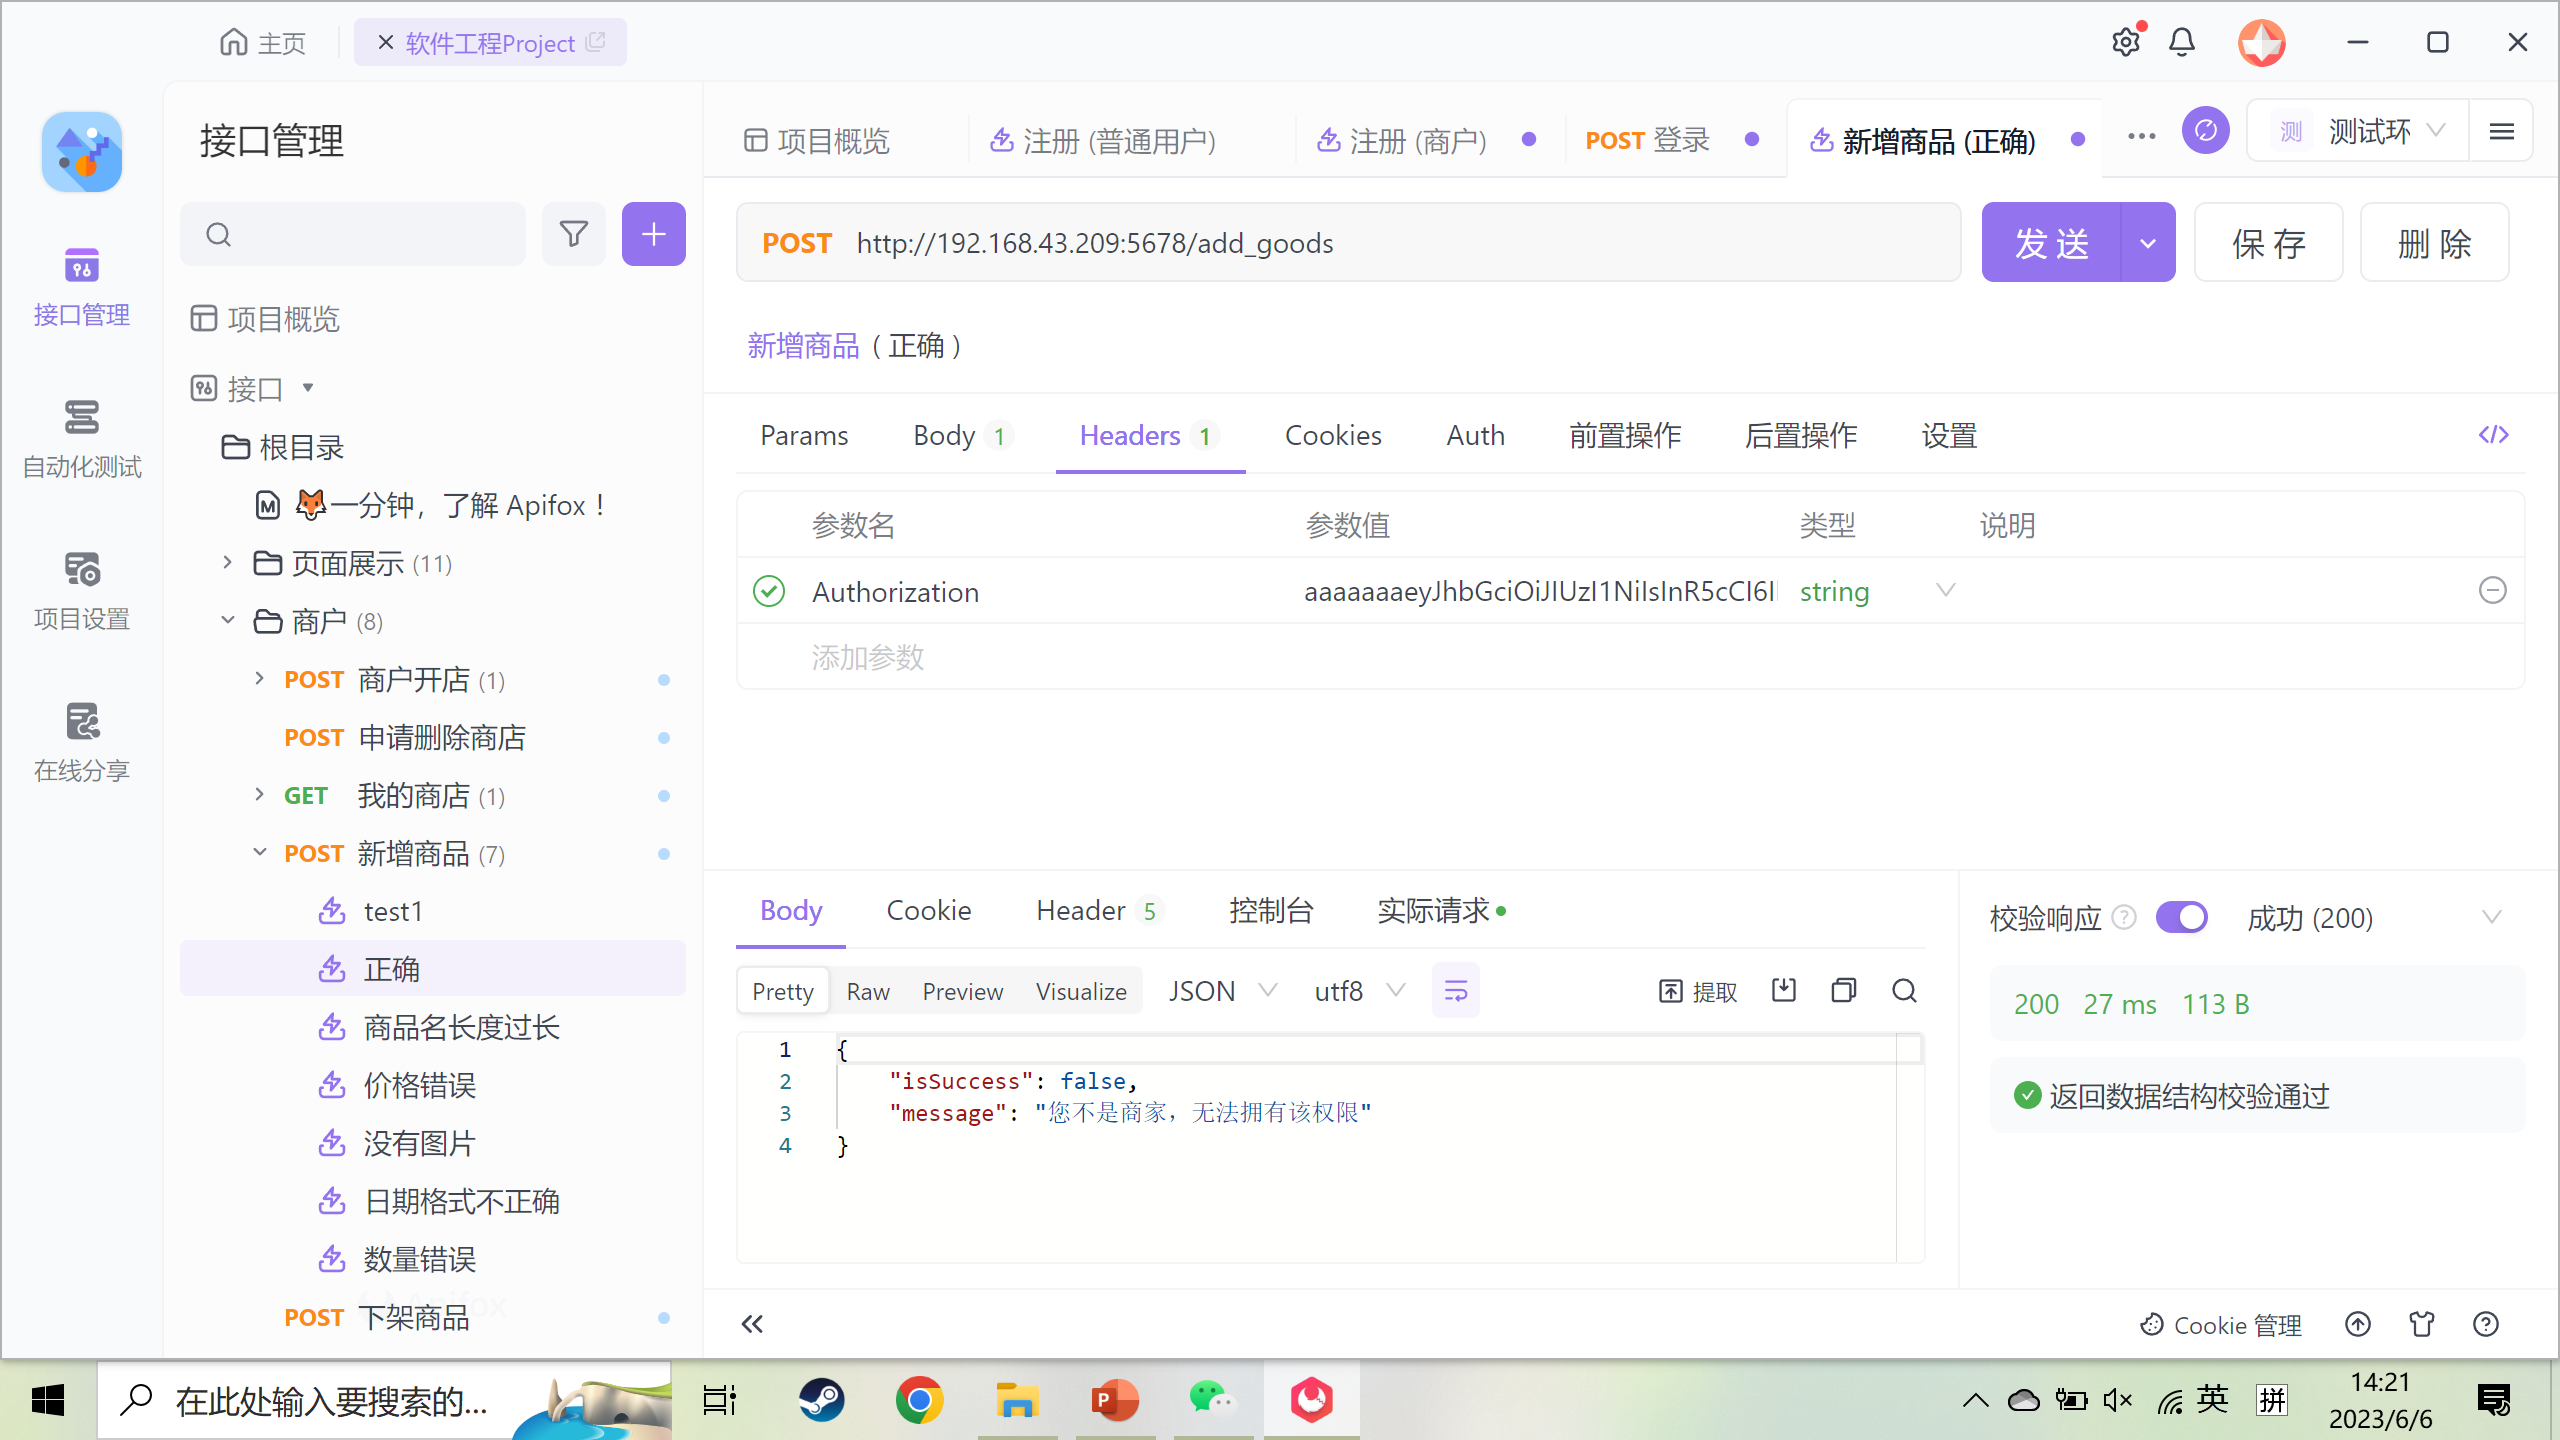 主页
软件工程Project
接口管理
自动化测试
项目设置
在线分享
接口管理
项目概览
接口
根目录
🦊一分钟，了解 Apifox！
页面展示 (11)
商户 (8)
POST 商户开店 (1)
POST 申请删除商店
GET 我的商店 (1)
POST 新增商品 (7)
test1
正确
商品名长度过长
价格错误
没有图片
日期格式不正确
数量错误
POST 下架商品
项目概览
注册 (普通用户)
注册 (商户)
POST 登录
新增商品 (正确)
测 测试环
POST http://192.168.43.209:5678/add_goods
发 送
保 存
删 除
新增商品（正确）
Params Body 1 Headers 1 Cookies Auth 前置操作 后置操作 设置
参数名 参数值 类型 说明
Authorization aaaaaaaeyJhbGciOiJIUzI1NiIsInR5cCI6I string
添加参数
Body Cookie Header 5 控制台 实际请求
Pretty Raw Preview Visualize JSON utf8 提取
1 {
2 "isSuccess": false,
3 "message": "您不是商家，无法拥有该权限"
4 }
校验响应 成功 (200)
200 27 ms 113 B
返回数据结构校验通过
Cookie 管理
在此处输入要搜索的...
英 拼
14:21
2023/6/6